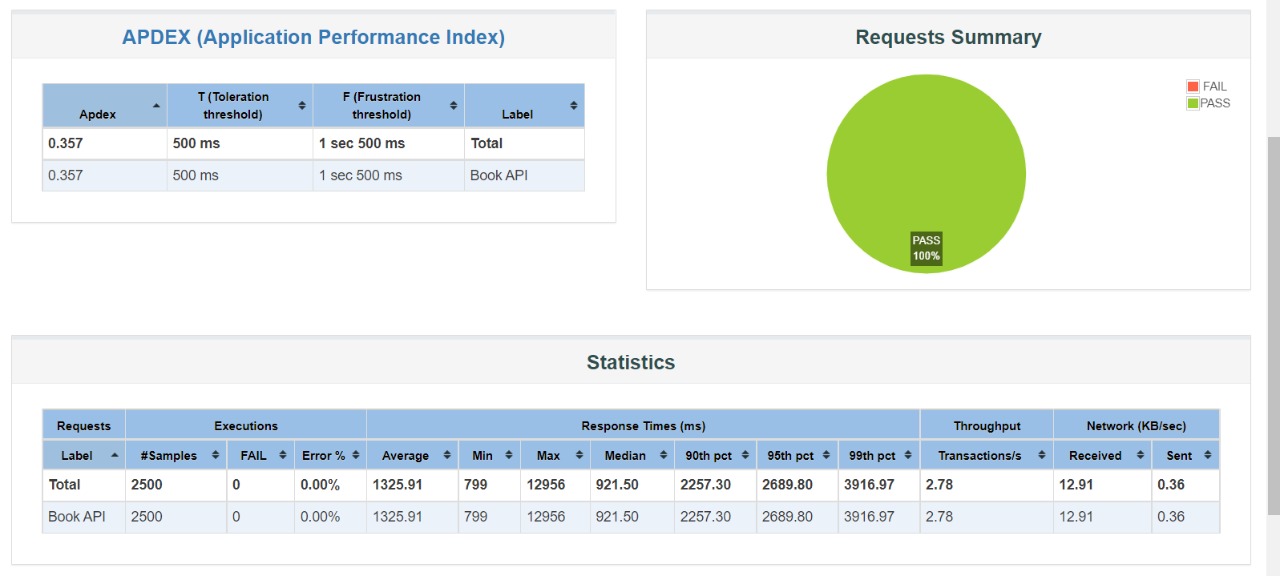 APDEX (Application Performance Index)
Apdex T (Toleration threshold) F (Frustration threshold) Label
0.357 500 ms 1 sec 500 ms Total
0.357 500 ms 1 sec 500 ms Book API
Requests Summary
FAIL
PASS
PASS
100%
Statistics
Requests Executions Response Times (ms) Throughput Network (KB/sec)
Label #Samples FAIL Error % Average Min Max Median 90th pct 95th pct 99th pct Transactions/s Received Sent
Total 2500 0 0.00% 1325.91 799 12956 921.50 2257.30 2689.80 3916.97 2.78 12.91 0.36
Book API 2500 0 0.00% 1325.91 799 12956 921.50 2257.30 2689.80 3916.97 2.78 12.91 0.36